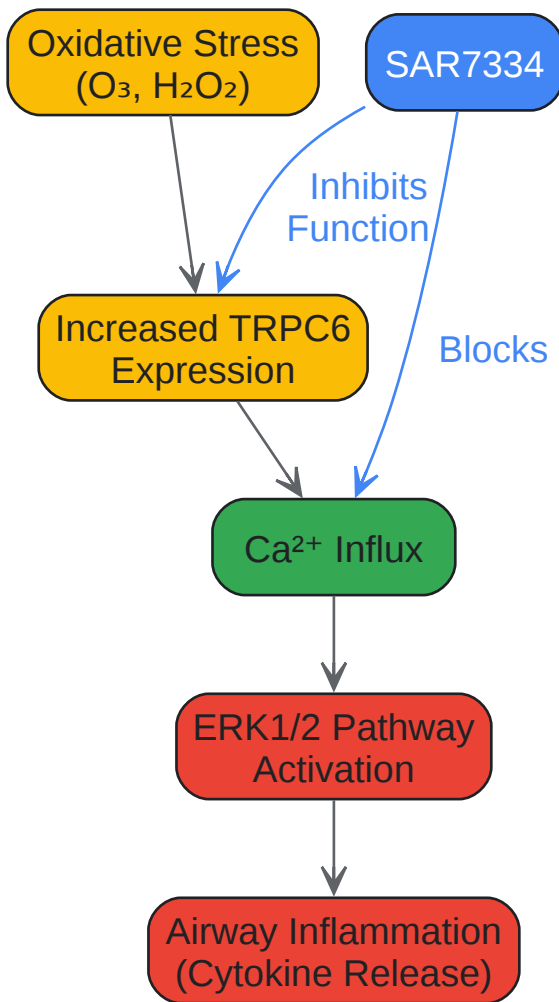 Oxidative Stress
(O₃, H₂O₂)
SAR7334
Inhibits
Function
Increased TRPC6
Expression
Blocks
Ca²⁺ Influx
ERK1/2 Pathway
Activation
Airway Inflammation
(Cytokine Release)